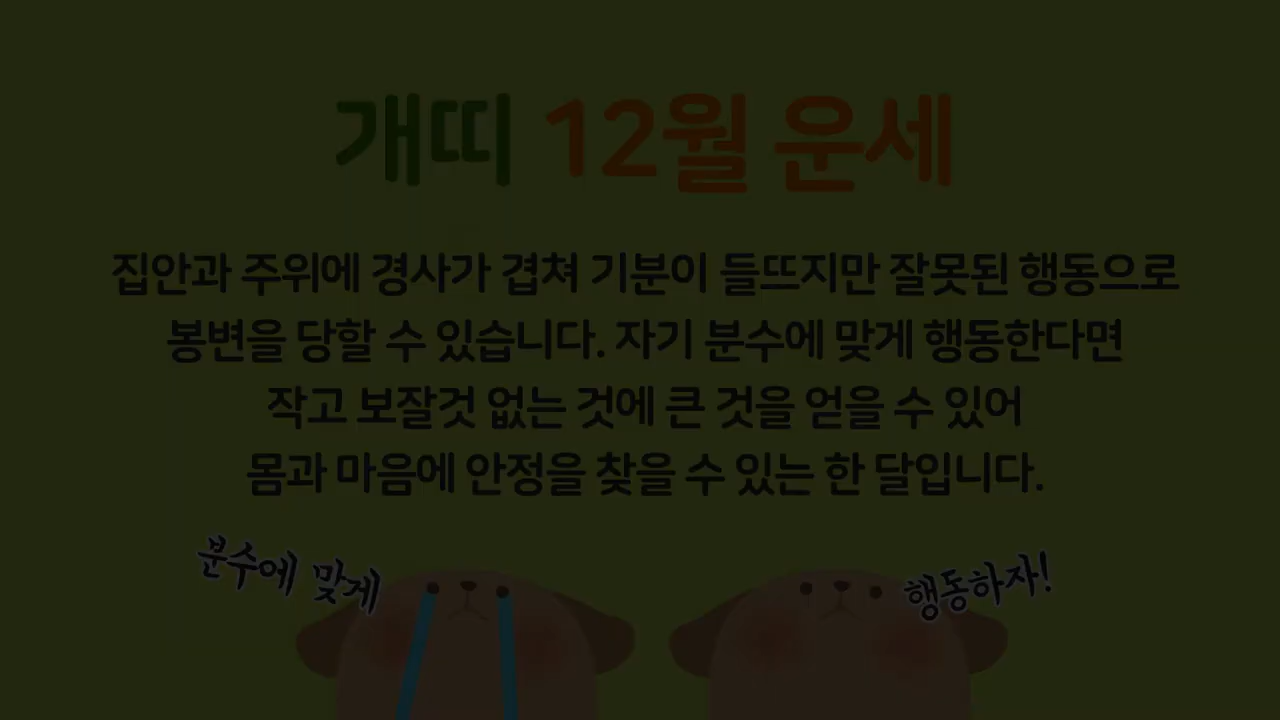 개띠 12월 운세
집안과 주위에 경사가 겹쳐 기분이 들뜨지만 잘못된 행동으로
봉변을 당할 수 있습니다. 자기 분수에 맞게 행동한다면
작고 보잘것 없는 것에 큰 것을 얻을 수 있어
몸과 마음에 안정을 찾을 수 있는 한 달입니다.
분수에 맞게
행동하자!